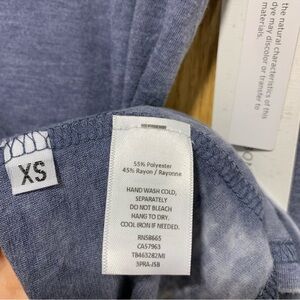 the natural characteristics of this
dye may discolor or transfer to
materials.
XS
55% Polyester
45% Rayon / Rayonne
HAND WASH COLD,
SEPARATELY
DO NOT BLEACH
HANG TO DRY.
COOL IRON IF NEEDED.
RN58665
CA57963
TB463282MI
3PRA-JSB